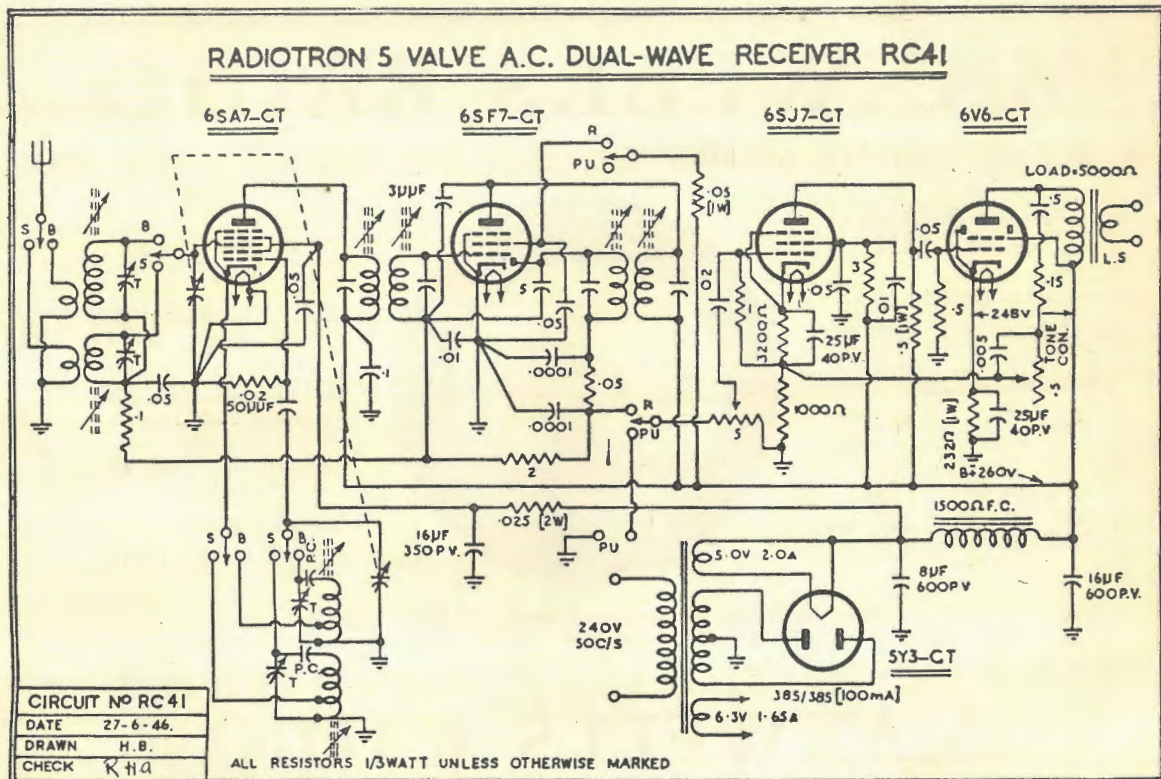 RADIOTRON 5 VALVE A.C. DUAL-WAVE RECEIVER RC41
6SA7-GT
6SF7-GT
6SJ7-GT
6V6-GT
R
PU
LOAD=5000Ω
3µµF
.05
[1W]
.5
S
B
B
S
T
T
.05
.05
.02
.05
3
.01
.05
.5
L.S
.15
248V
.5
.005
TONE
CON.
.5 [1W]
1
3200Ω
25µF
40P.V.
.05
.02
50µµF
.1
.1
.01
.0001
.0001
.05
R
PU
5
1000Ω
232Ω [1W]
25µF
40P.V
2
B+260V
1500Ω F.C.
.025 [2W]
16µF
350P.V.
PU
5.0V 2.0A
8µF
600P.V
16µF
600P.V.
S
B
S
B
P.C.
T
P.C.
T
240V
50C/S
5Y3-GT
385/385 [100mA]
6.3V 1.65A
CIRCUIT Nº RC41
DATE 27-6-46.
DRAWN H.B.
CHECK
ALL RESISTORS 1/3WATT UNLESS OTHERWISE MARKED